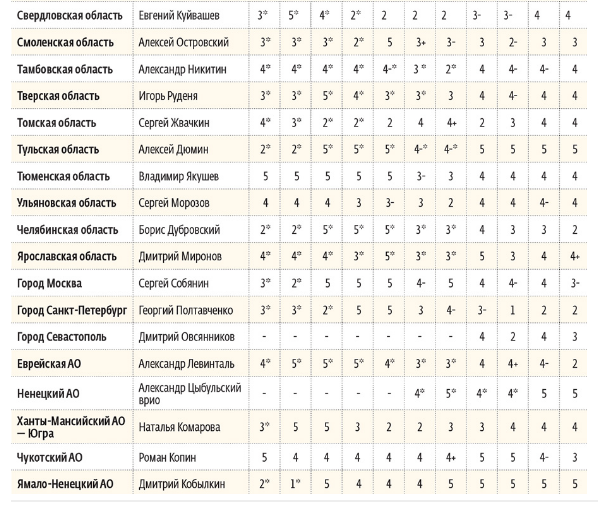 Свердловская область Евгений Куйвашев 3* 5* 4* 2* 2 2 2 3- 3- 4 4
Смоленская область Алексей Островский 3* 3* 3* 2* 5 3+ 3- 3 2- 3 3
Тамбовская область Александр Никитин 4* 4* 4* 4* 4-* 3 * 2* 4 4- 4- 4
Тверская область Игорь Руденя 3* 3* 5* 4* 3* 3* 3 4 4- 4 4
Томская область Сергей Жвачкин 4* 3* 2* 2* 2 4 4+ 2 3 4 4
Тульская область Алексей Дюмин 2* 2* 5* 5* 5* 4-* 4-* 5 5 5 5
Тюменская область Владимир Якушев 5 5 5 5 5 3- 3 4 4 4 4
Ульяновская область Сергей Морозов 4 4 4 3 3- 3 2 4 4 4- 4
Челябинская область Борис Дубровский 2* 2* 5* 5* 5* 3* 3* 4 3 3 2
Ярославская область Дмитрий Миронов 4* 4* 4* 3* 5* 3* 3* 5 3 4 4+
Город Москва Сергей Собянин 3* 2* 5 5 5 4- 5 4 4- 4 3-
Город Санкт-Петербург Георгий Полтавченко 3* 3* 2* 5 5 3 4- 3- 1 2 2
Город Севастополь Дмитрий Овсянников - - - - - - - 4 2 4 3
Еврейская АО Александр Левинталь 4* 5* 5* 5* 4* 3* 3* 4 4+ 4- 2
Ненецкий АО Александр Цыбульский - - - - - 4* 5* 4* 4* 5 5
врио
Ханты-Мансийский АО
— Югра Наталья Комарова 3* 5 5 3 2 2 3 3 4 4 4
Чукотский АО Роман Копин 5 4 4 4 4 4 4+ 5 5 4- 3
Ямало-Ненецкий АО Дмитрий Кобылкин 2* 1* 5 4 4 4 5 5 5 5 5